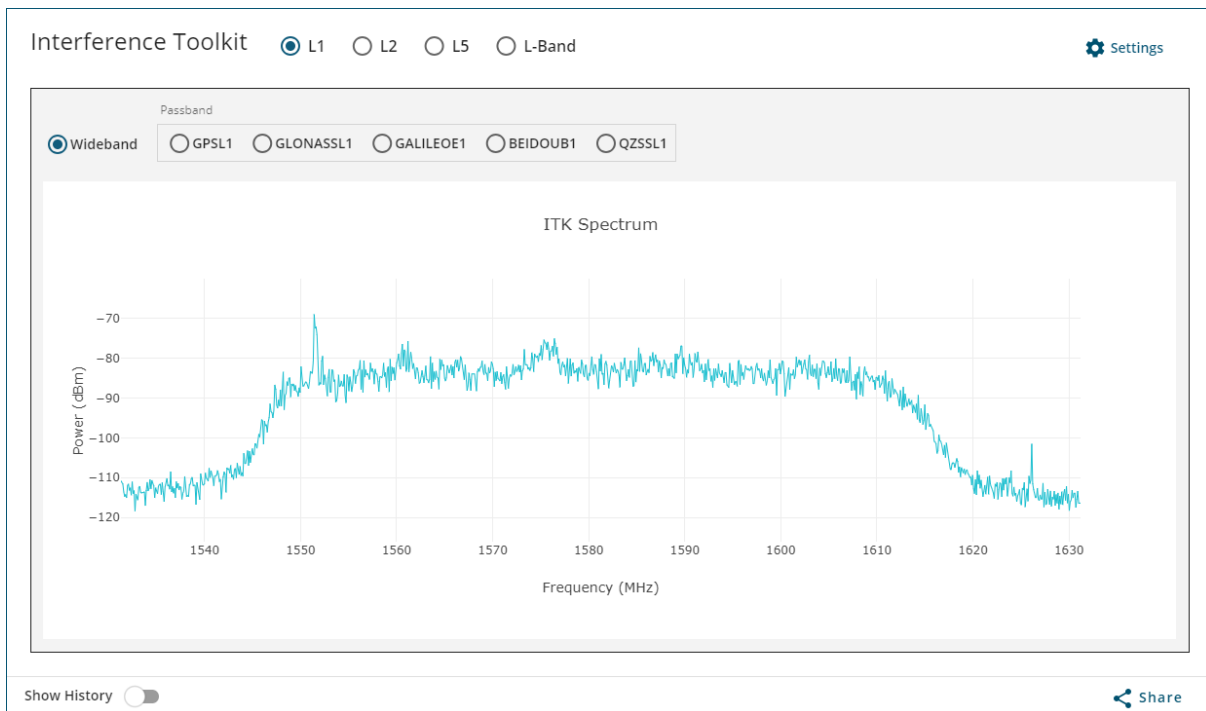 Interference Toolkit L1 L2 L5 L-Band Settings
Passband
Wideband GPSL1 GLONASSL1 GALILEOE1 BEIDOUB1 QZSSL1
ITK Spectrum
Power (dBm)
−70
−80
−90
−100
−110
−120
1540 1550 1560 1570 1580 1590 1600 1610 1620 1630
Frequency (MHz)
Show History Share